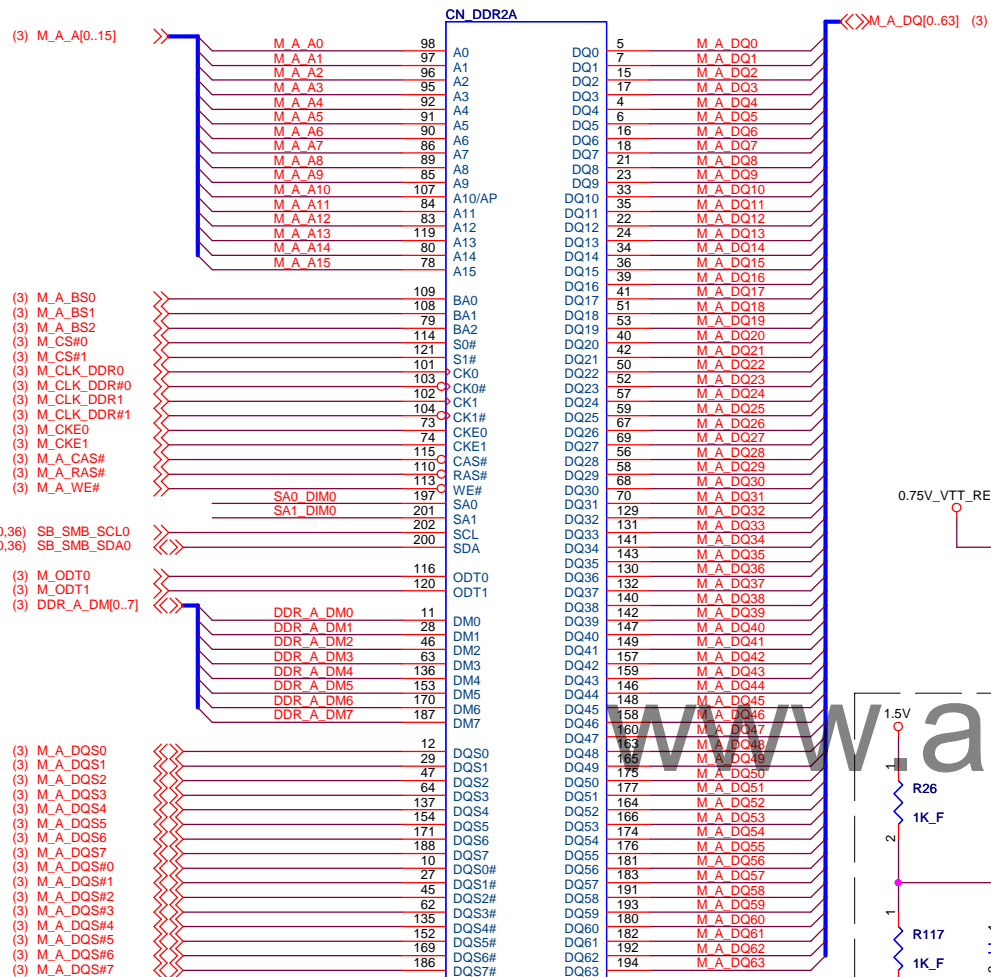 CN_DDR2A
(3) M_A_A[0..15]
M_A_DQ[0..63] (3)
M_A_A0 98 A0 DQ0 5 M_A_DQ0
M_A_A1 97 A1 DQ1 7 M_A_DQ1
M_A_A2 96 A2 DQ2 15 M_A_DQ2
M_A_A3 95 A3 DQ3 17 M_A_DQ3
M_A_A4 92 A4 DQ4 4 M_A_DQ4
M_A_A5 91 A5 DQ5 6 M_A_DQ5
M_A_A6 90 A6 DQ6 16 M_A_DQ6
M_A_A7 86 A7 DQ7 18 M_A_DQ7
M_A_A8 89 A8 DQ8 21 M_A_DQ8
M_A_A9 85 A9 DQ9 23 M_A_DQ9
M_A_A10 107 A10/AP DQ10 33 M_A_DQ10
M_A_A11 84 A11 DQ11 35 M_A_DQ11
M_A_A12 83 A12 DQ12 22 M_A_DQ12
M_A_A13 119 A13 DQ13 24 M_A_DQ13
M_A_A14 80 A14 DQ14 34 M_A_DQ14
M_A_A15 78 A15 DQ15 36 M_A_DQ15
DQ16 39 M_A_DQ16
(3) M_A_BS0 109 BA0 DQ17 41 M_A_DQ17
(3) M_A_BS1 108 BA1 DQ18 51 M_A_DQ18
(3) M_A_BS2 79 BA2 DQ19 53 M_A_DQ19
(3) M_CS#0 114 S0# DQ20 40 M_A_DQ20
(3) M_CS#1 121 S1# DQ21 42 M_A_DQ21
(3) M_CLK_DDR0 101 CK0 DQ22 50 M_A_DQ22
(3) M_CLK_DDR#0 103 CK0# DQ23 52 M_A_DQ23
(3) M_CLK_DDR1 102 CK1 DQ24 57 M_A_DQ24
(3) M_CLK_DDR#1 104 CK1# DQ25 59 M_A_DQ25
(3) M_CKE0 73 CKE0 DQ26 67 M_A_DQ26
(3) M_CKE1 74 CKE1 DQ27 69 M_A_DQ27
(3) M_A_CAS# 115 CAS# DQ28 56 M_A_DQ28
(3) M_A_RAS# 110 RAS# DQ29 58 M_A_DQ29
(3) M_A_WE# 113 WE# DQ30 68 M_A_DQ30
SA0_DIM0 197 SA0 DQ31 70 M_A_DQ31
SA1_DIM0 201 SA1 DQ32 129 M_A_DQ32
0,36) SB_SMB_SCL0 202 SCL DQ33 131 M_A_DQ33
0,36) SB_SMB_SDA0 200 SDA DQ34 141 M_A_DQ34
DQ35 143 M_A_DQ35
(3) M_ODT0 116 ODT0 DQ36 130 M_A_DQ36
(3) M_ODT1 120 ODT1 DQ37 132 M_A_DQ37
(3) DDR_A_DM[0..7] DQ38 140 M_A_DQ38
DDR_A_DM0 11 DM0 DQ39 142 M_A_DQ39
DDR_A_DM1 28 DM1 DQ40 147 M_A_DQ40
DDR_A_DM2 46 DM2 DQ41 149 M_A_DQ41
DDR_A_DM3 63 DM3 DQ42 157 M_A_DQ42
DDR_A_DM4 136 DM4 DQ43 159 M_A_DQ43
DDR_A_DM5 153 DM5 DQ44 146 M_A_DQ44
DDR_A_DM6 170 DM6 DQ45 148 M_A_DQ45
DDR_A_DM7 187 DM7 DQ46 158 M_A_DQ46
DQ47 160 M_A_DQ47
(3) M_A_DQS0 12 DQS0 DQ48 163 M_A_DQ48
(3) M_A_DQS1 29 DQS1 DQ49 165 M_A_DQ49
(3) M_A_DQS2 47 DQS2 DQ50 175 M_A_DQ50
(3) M_A_DQS3 64 DQS3 DQ51 177 M_A_DQ51
(3) M_A_DQS4 137 DQS4 DQ52 164 M_A_DQ52
(3) M_A_DQS5 154 DQS5 DQ53 166 M_A_DQ53
(3) M_A_DQS6 171 DQS6 DQ54 174 M_A_DQ54
(3) M_A_DQS7 188 DQS7 DQ55 176 M_A_DQ55
(3) M_A_DQS#0 10 DQS0# DQ56 181 M_A_DQ56
(3) M_A_DQS#1 27 DQS1# DQ57 183 M_A_DQ57
(3) M_A_DQS#2 45 DQS2# DQ58 191 M_A_DQ58
(3) M_A_DQS#3 62 DQS3# DQ59 193 M_A_DQ59
(3) M_A_DQS#4 135 DQS4# DQ60 180 M_A_DQ60
(3) M_A_DQS#5 152 DQS5# DQ61 182 M_A_DQ61
(3) M_A_DQS#6 169 DQS6# DQ62 192 M_A_DQ62
(3) M_A_DQS#7 186 DQS7# DQ63 194 M_A_DQ63
0.75V_VTT_RE
www.a
1.5V
1
R26
1K_F
2
1
R117
1K_F